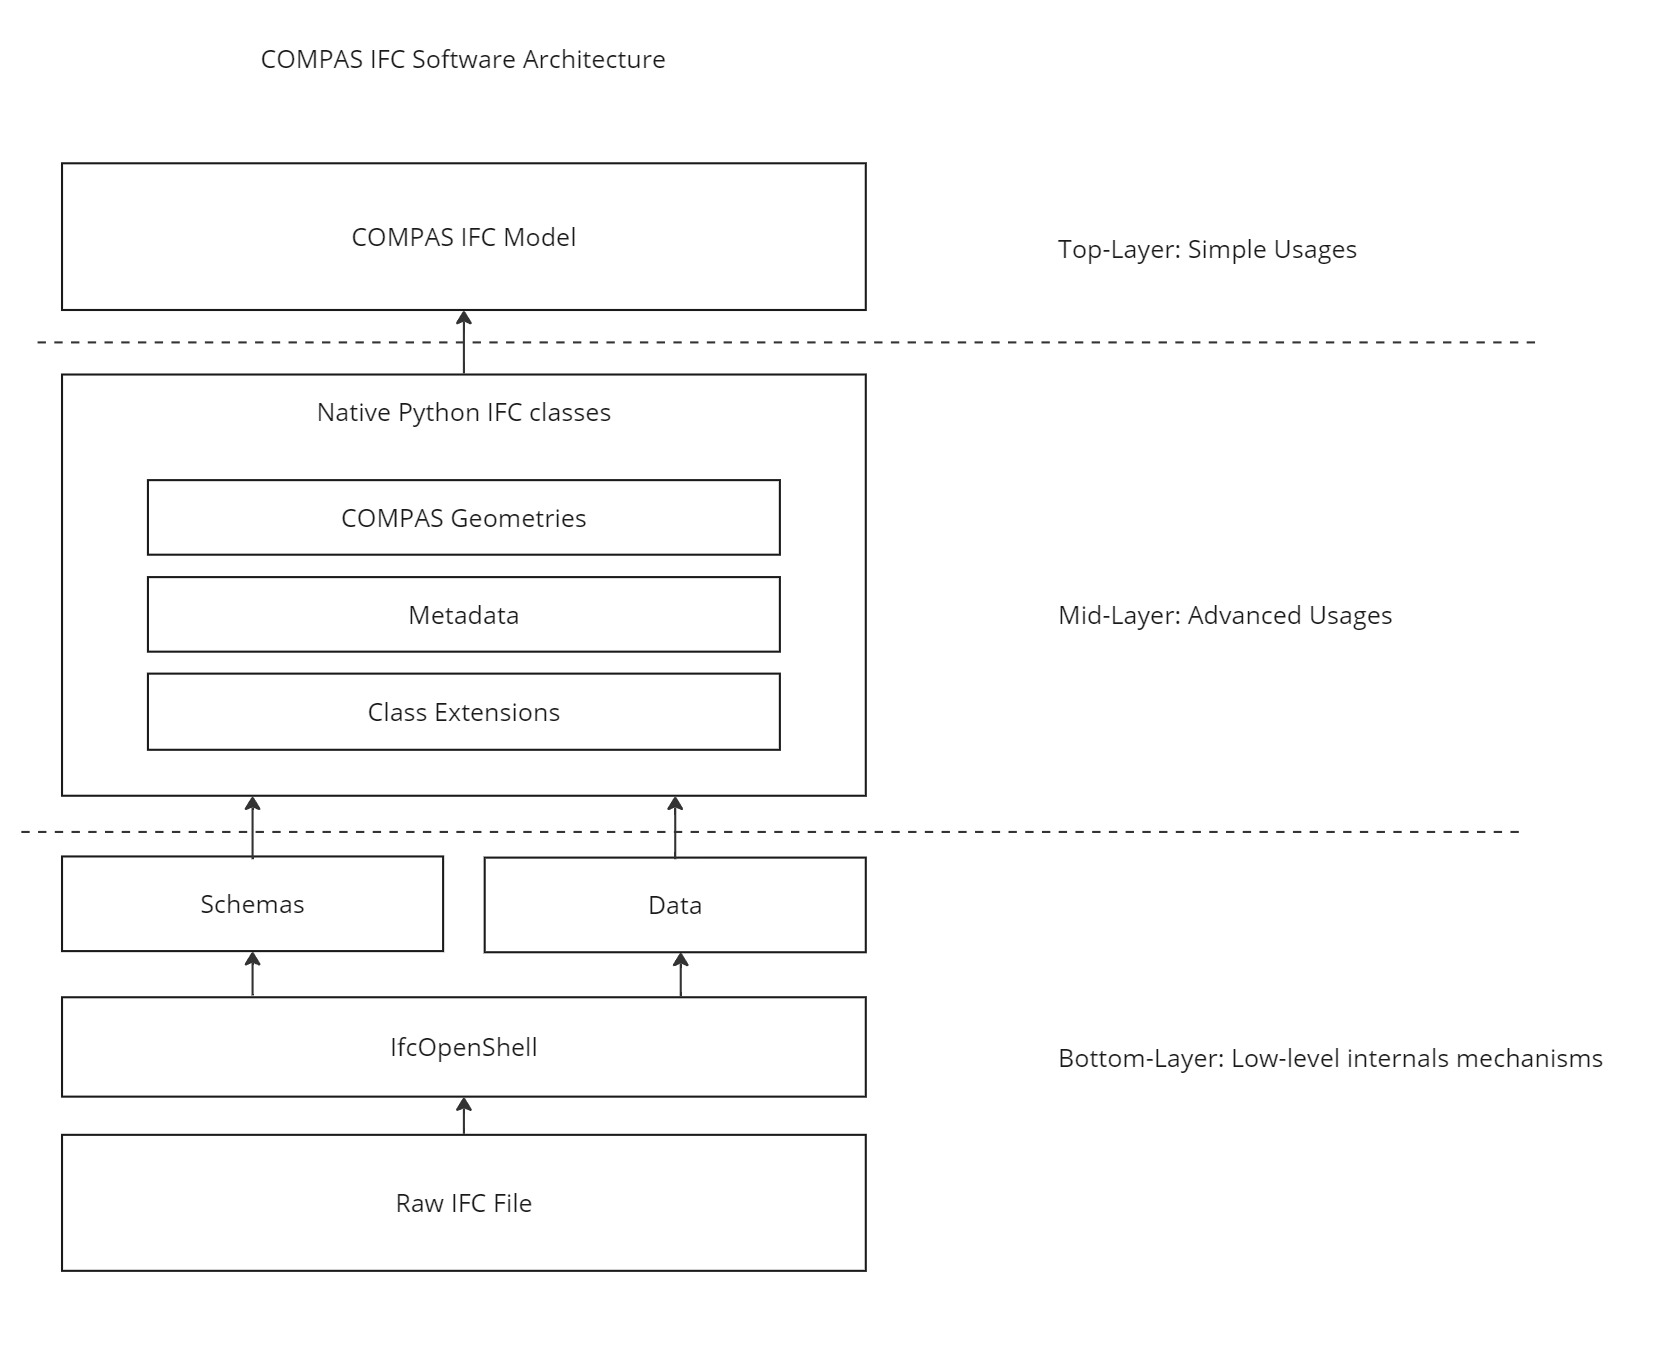 COMPAS IFC Software Architecture
COMPAS IFC Model
Top-Layer: Simple Usages
Native Python IFC classes
COMPAS Geometries
Metadata
Mid-Layer: Advanced Usages
Class Extensions
Schemas
Data
IfcOpenShell
Bottom-Layer: Low-level internals mechanisms
Raw IFC File